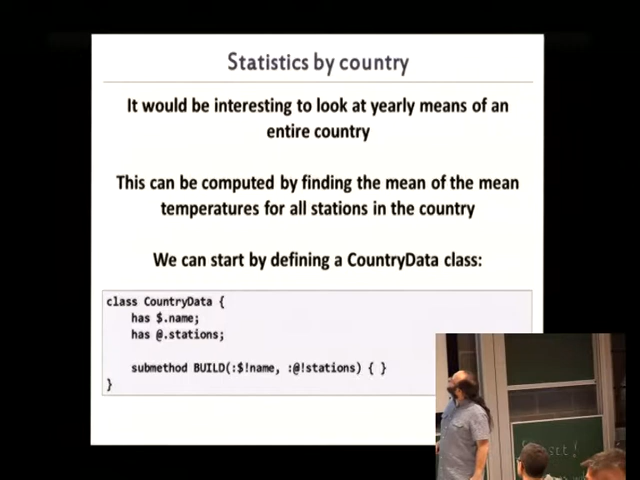 Statistics by country
It would be interesting to look at yearly means of an
entire country
This can be computed by finding the mean of the mean
temperatures for all stations in the country
We can start by defining a CountryData class:
class CountryData {
has $.name;
has @.stations;
submethod BUILD(:$!name, :@!stations) { }
}
set!